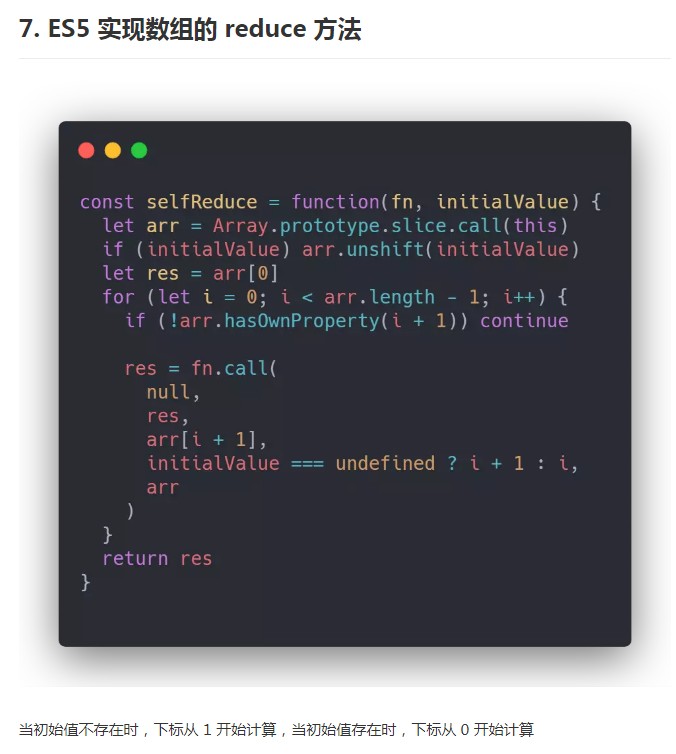 7. ES5 实现数组的 reduce 方法
const selfReduce = function(fn, initialValue) {
  let arr = Array.prototype.slice.call(this)
  if (initialValue) arr.unshift(initialValue)
  let res = arr[0]
  for (let i = 0; i < arr.length - 1; i++) {
    if (!arr.hasOwnProperty(i + 1)) continue
    res = fn.call(
      null,
      res,
      arr[i + 1],
      initialValue === undefined ? i + 1 : i,
      arr
    )
  }
  return res
}
当初始值不存在时，下标从 1 开始计算，当初始值存在时，下标从 0 开始计算